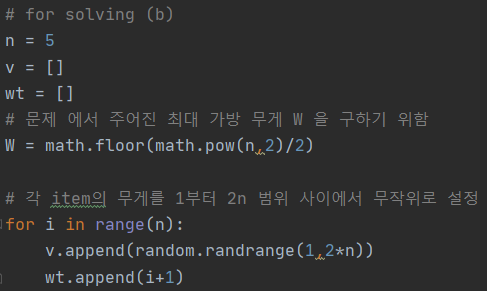 # for solving (b)
n = 5
v = []
wt = []
# 문제 에서 주어진 최대 가방 무게 W 을 구하기 위함
W = math.floor(math.pow(n,2)/2)
# 각 item의 무게를 1부터 2n 범위 사이에서 무작위로 설정
for i in range(n):
    v.append(random.randrange(1,2*n))
    wt.append(i+1)